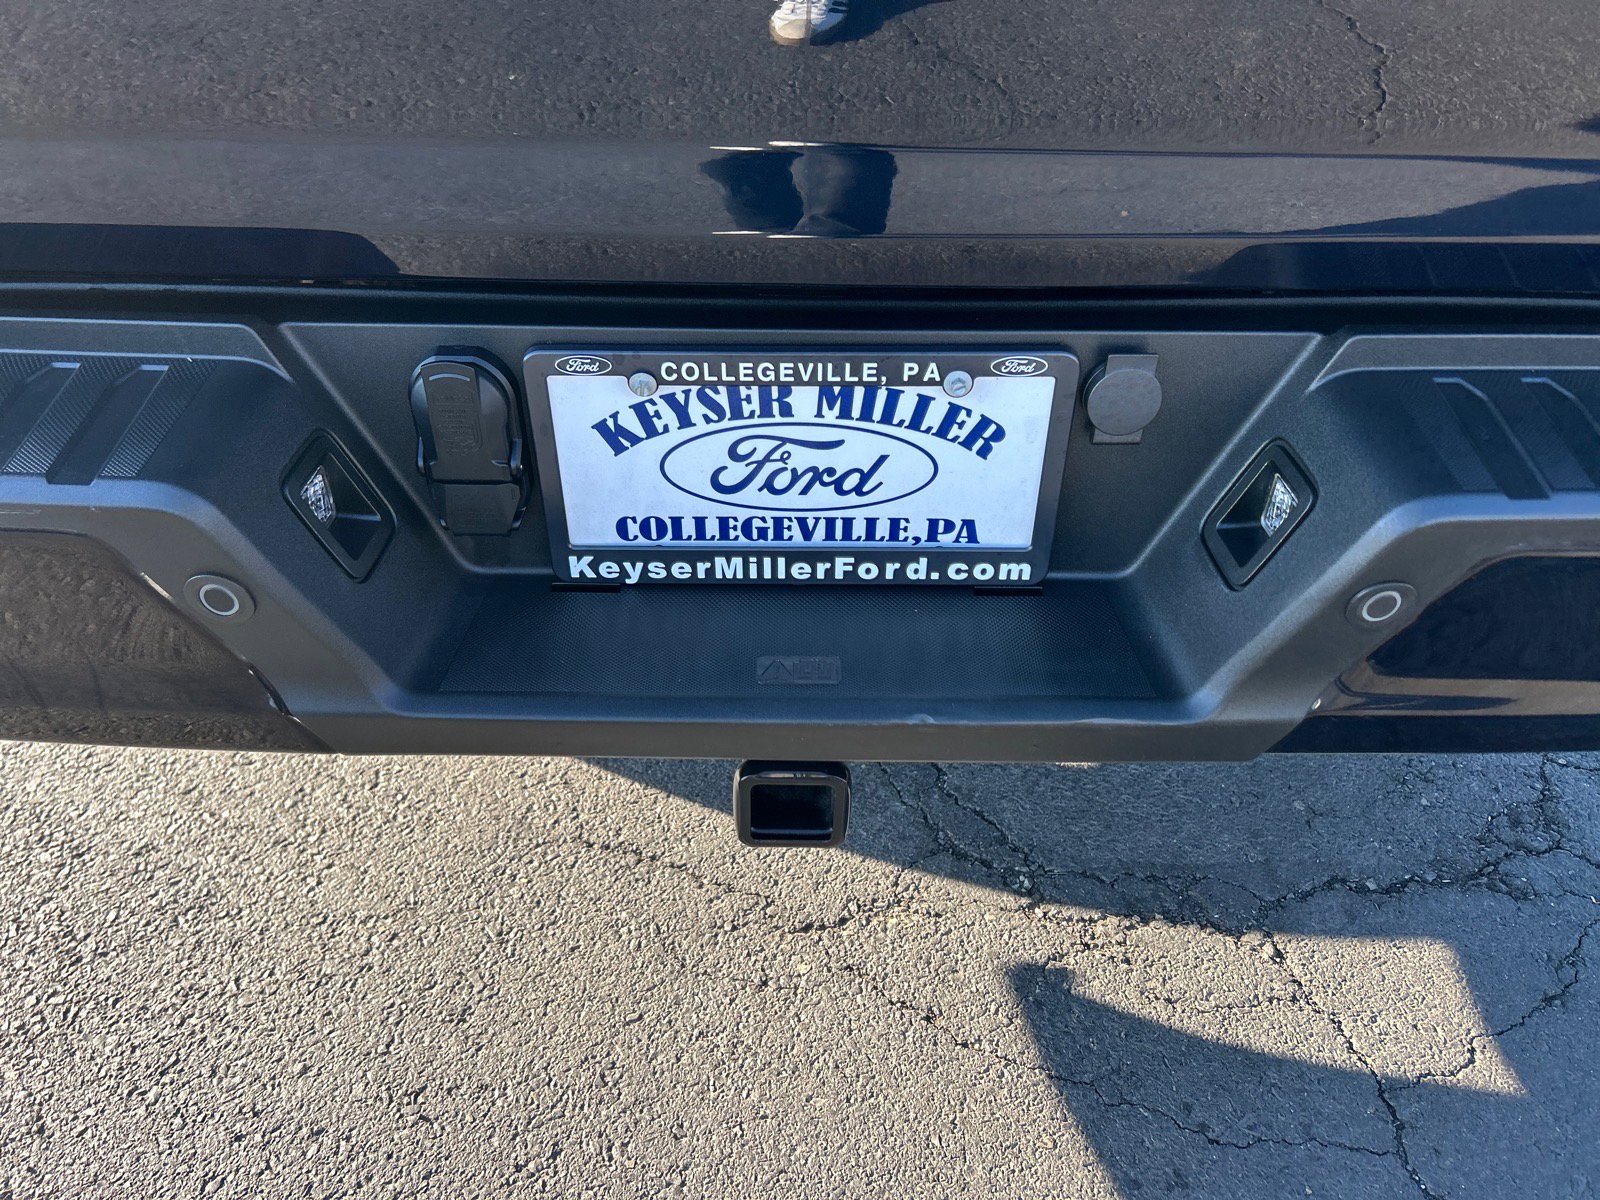 Ford COLLEGEVILLE, PA Ford
KEYSER MILLER
Ford
COLLEGEVILLE,PA
KeyserMillerFord.com